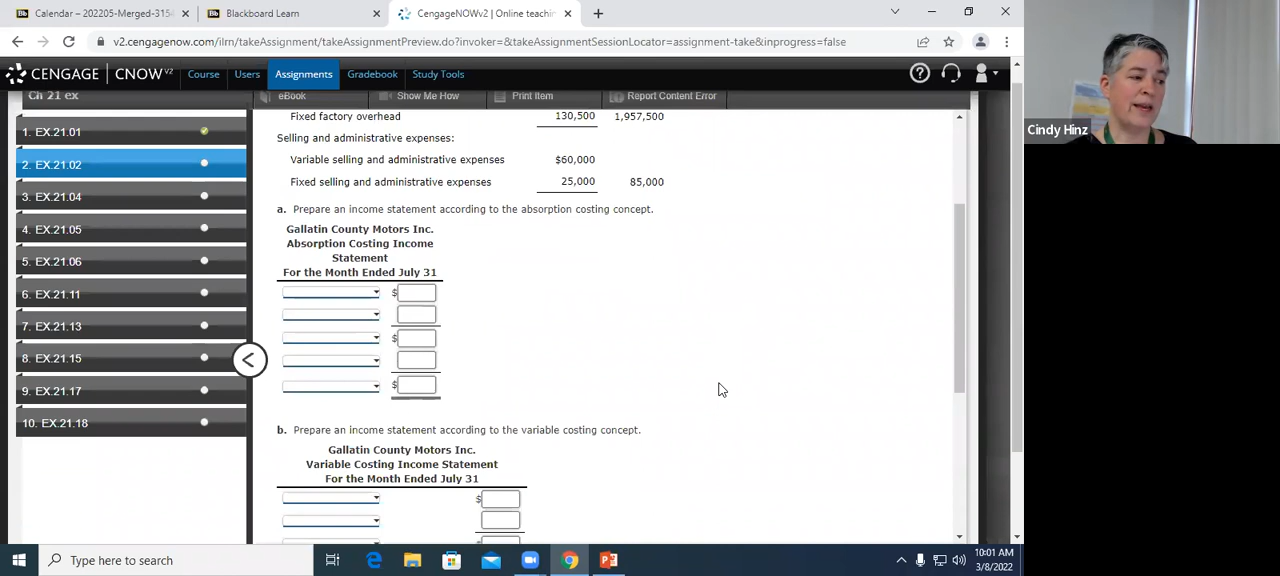 Calendar – 202205-Merged-315
Blackboard Learn
CengageNOWv2 | Online teachin
v2.cengagenow.com/ilrn/takeAssignment/takeAssignmentPreview.do?invoker=&takeAssignmentSessionLocator=assignment-take&inprogress=false
CENGAGE CNOWv2 Course Users Assignments Gradebook Study Tools
Ch 21 ex
eBook Show Me How Print Item Report Content Error
1. EX.21.01
2. EX.21.02
3. EX.21.04
4. EX.21.05
5. EX.21.06
6. EX.21.11
7. EX.21.13
8. EX.21.15
9. EX.21.17
10. EX.21.18
Fixed factory overhead 130,500 1,957,500
Selling and administrative expenses:
Variable selling and administrative expenses $60,000
Fixed selling and administrative expenses 25,000 85,000
a. Prepare an income statement according to the absorption costing concept.
Gallatin County Motors Inc.
Absorption Costing Income
Statement
For the Month Ended July 31
$
$
$
b. Prepare an income statement according to the variable costing concept.
Gallatin County Motors Inc.
Variable Costing Income Statement
For the Month Ended July 31
$
Cindy Hinz
Type here to search
10:01 AM
3/8/2022